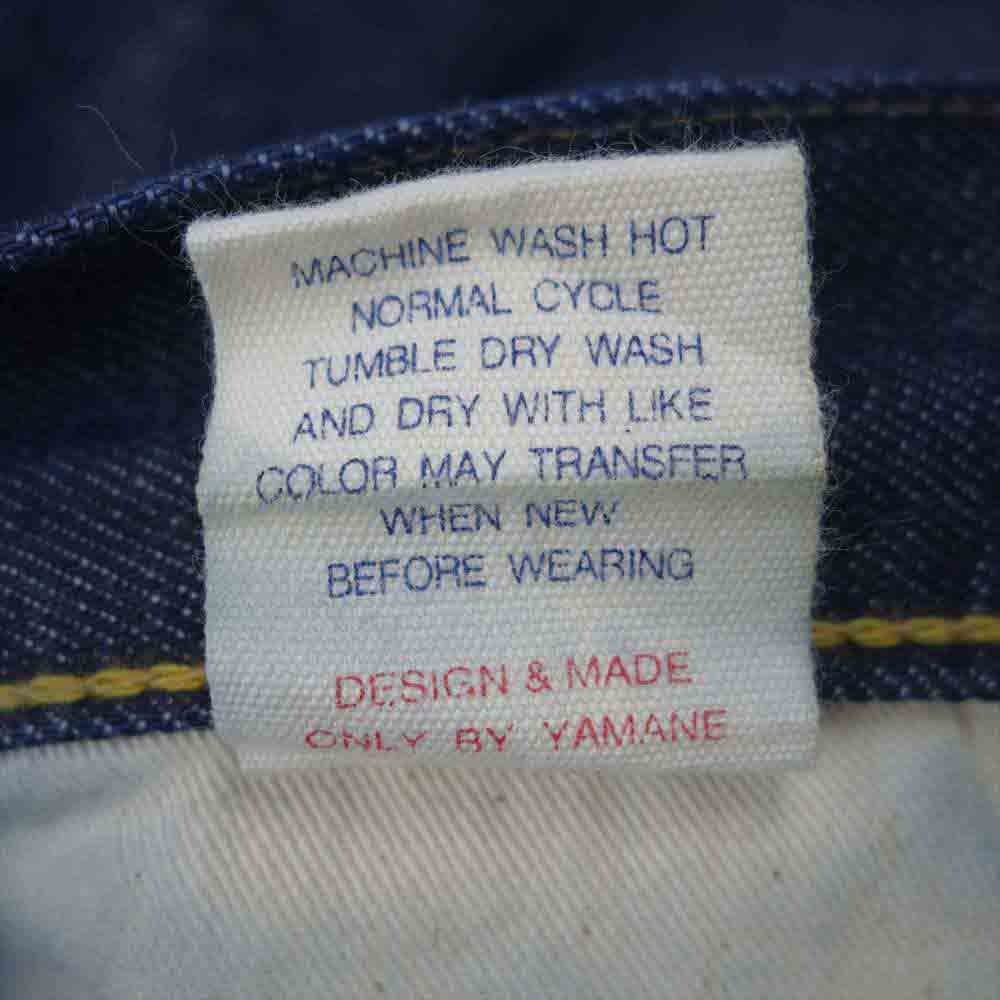 MACHINE WASH HOT
NORMAL CYCLE
TUMBLE DRY WASH
AND DRY WITH LIKE
COLOR MAY TRANSFER
WHEN NEW
BEFORE WEARING
DESIGN & MADE
ONLY BY YAMANE